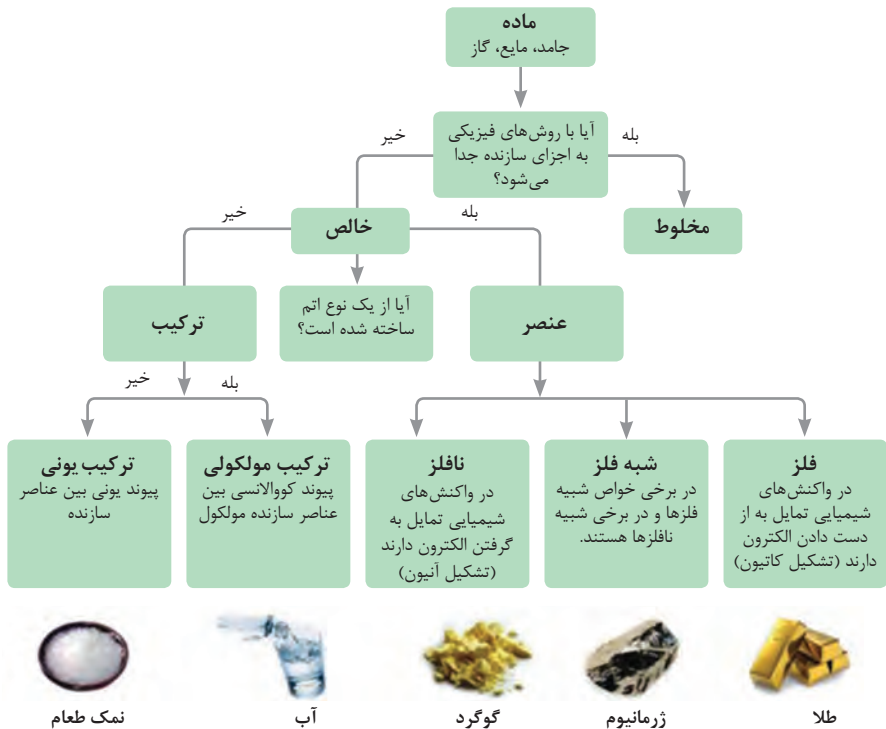 ماده
جامد، مایع، گاز
آیا با روش‌های فیزیکی
به اجزای سازنده جدا
می‌شود؟
بله
خیر
مخلوط
خالص
بله
خیر
عنصر
آیا از یک نوع اتم
ساخته شده است؟
ترکیب
بله
خیر
فلز
در واکنش‌های
شیمیایی تمایل به از
دست دادن الکترون
دارند (تشکیل کاتیون)
شبه فلز
در برخی خواص شبیه
فلزها و در برخی شبیه
نافلزها هستند.
نافلز
در واکنش‌های
شیمیایی تمایل به
گرفتن الکترون دارند
(تشکیل آنیون)
ترکیب مولکولی
پیوند کووالانسی بین
عناصر سازنده مولکول
ترکیب یونی
پیوند یونی بین عناصر
سازنده
طلا
ژرمانیوم
گوگرد
آب
نمک طعام